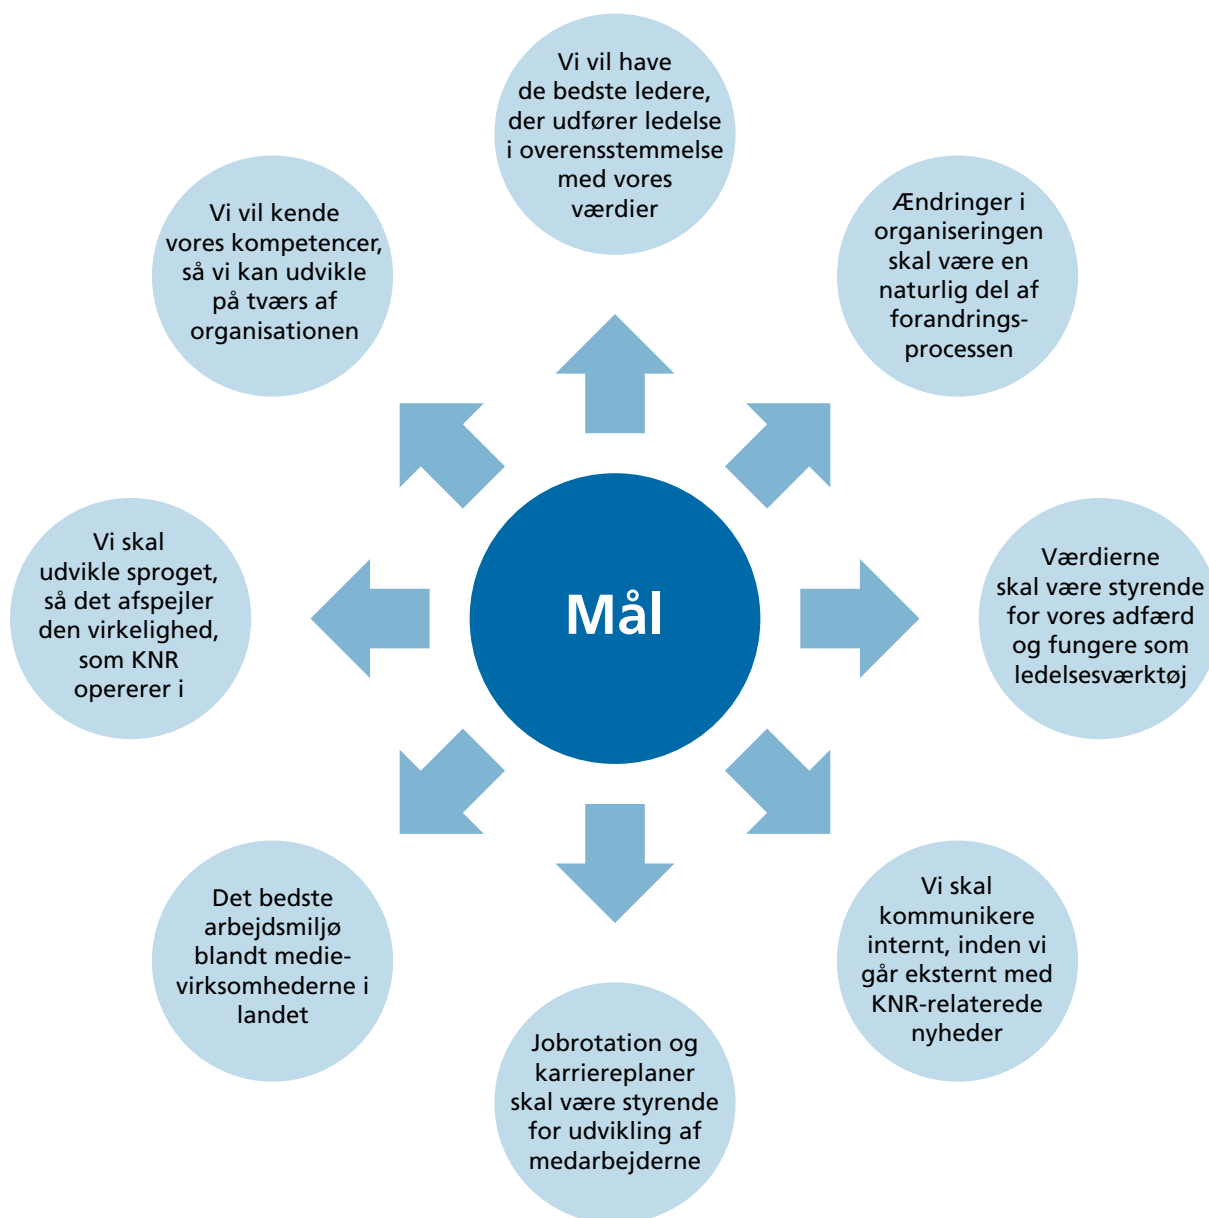 Vi vil have
de bedste ledere,
der udfører ledelse
i overensstemmelse
med vores
værdier
Ændringer i
organiseringen
skal være en
naturlig del af
forandrings-
processen
Værdierne
skal være styrende
for vores adfærd
og fungere som
ledelsesværktøj
Vi skal
kommunikere
internt, inden vi
går eksternt med
KNR-relaterede
nyheder
Jobrotation og
karriereplaner
skal være styrende
for udvikling af
medarbejderne
Det bedste
arbejdsmiljø
blandt medie-
virksomhederne i
landet
Vi skal
udvikle sproget,
så det afspejler
den virkelighed,
som KNR
opererer i
Vi vil kende
vores kompetencer,
så vi kan udvikle
på tværs af
organisationen
Mål